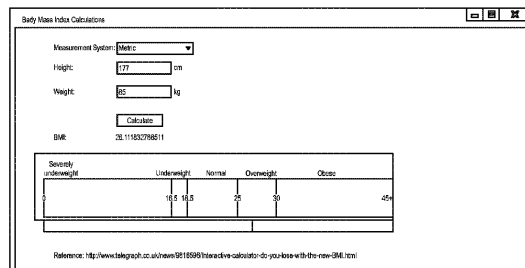 Body Mass Index Calculations
Measurement System: Metric
Height: 177 cm
Weight: 85 kg
Calculate
BMI: 26.111832766511
Severely
underweight Underweight Normal Overweight Obese
0 16.5 18.5 25 30 45+
Reference: http://www.telegraph.co.uk/news/9816596/Interactive-calculator-do-you-lose-with-the-new-BMI.html